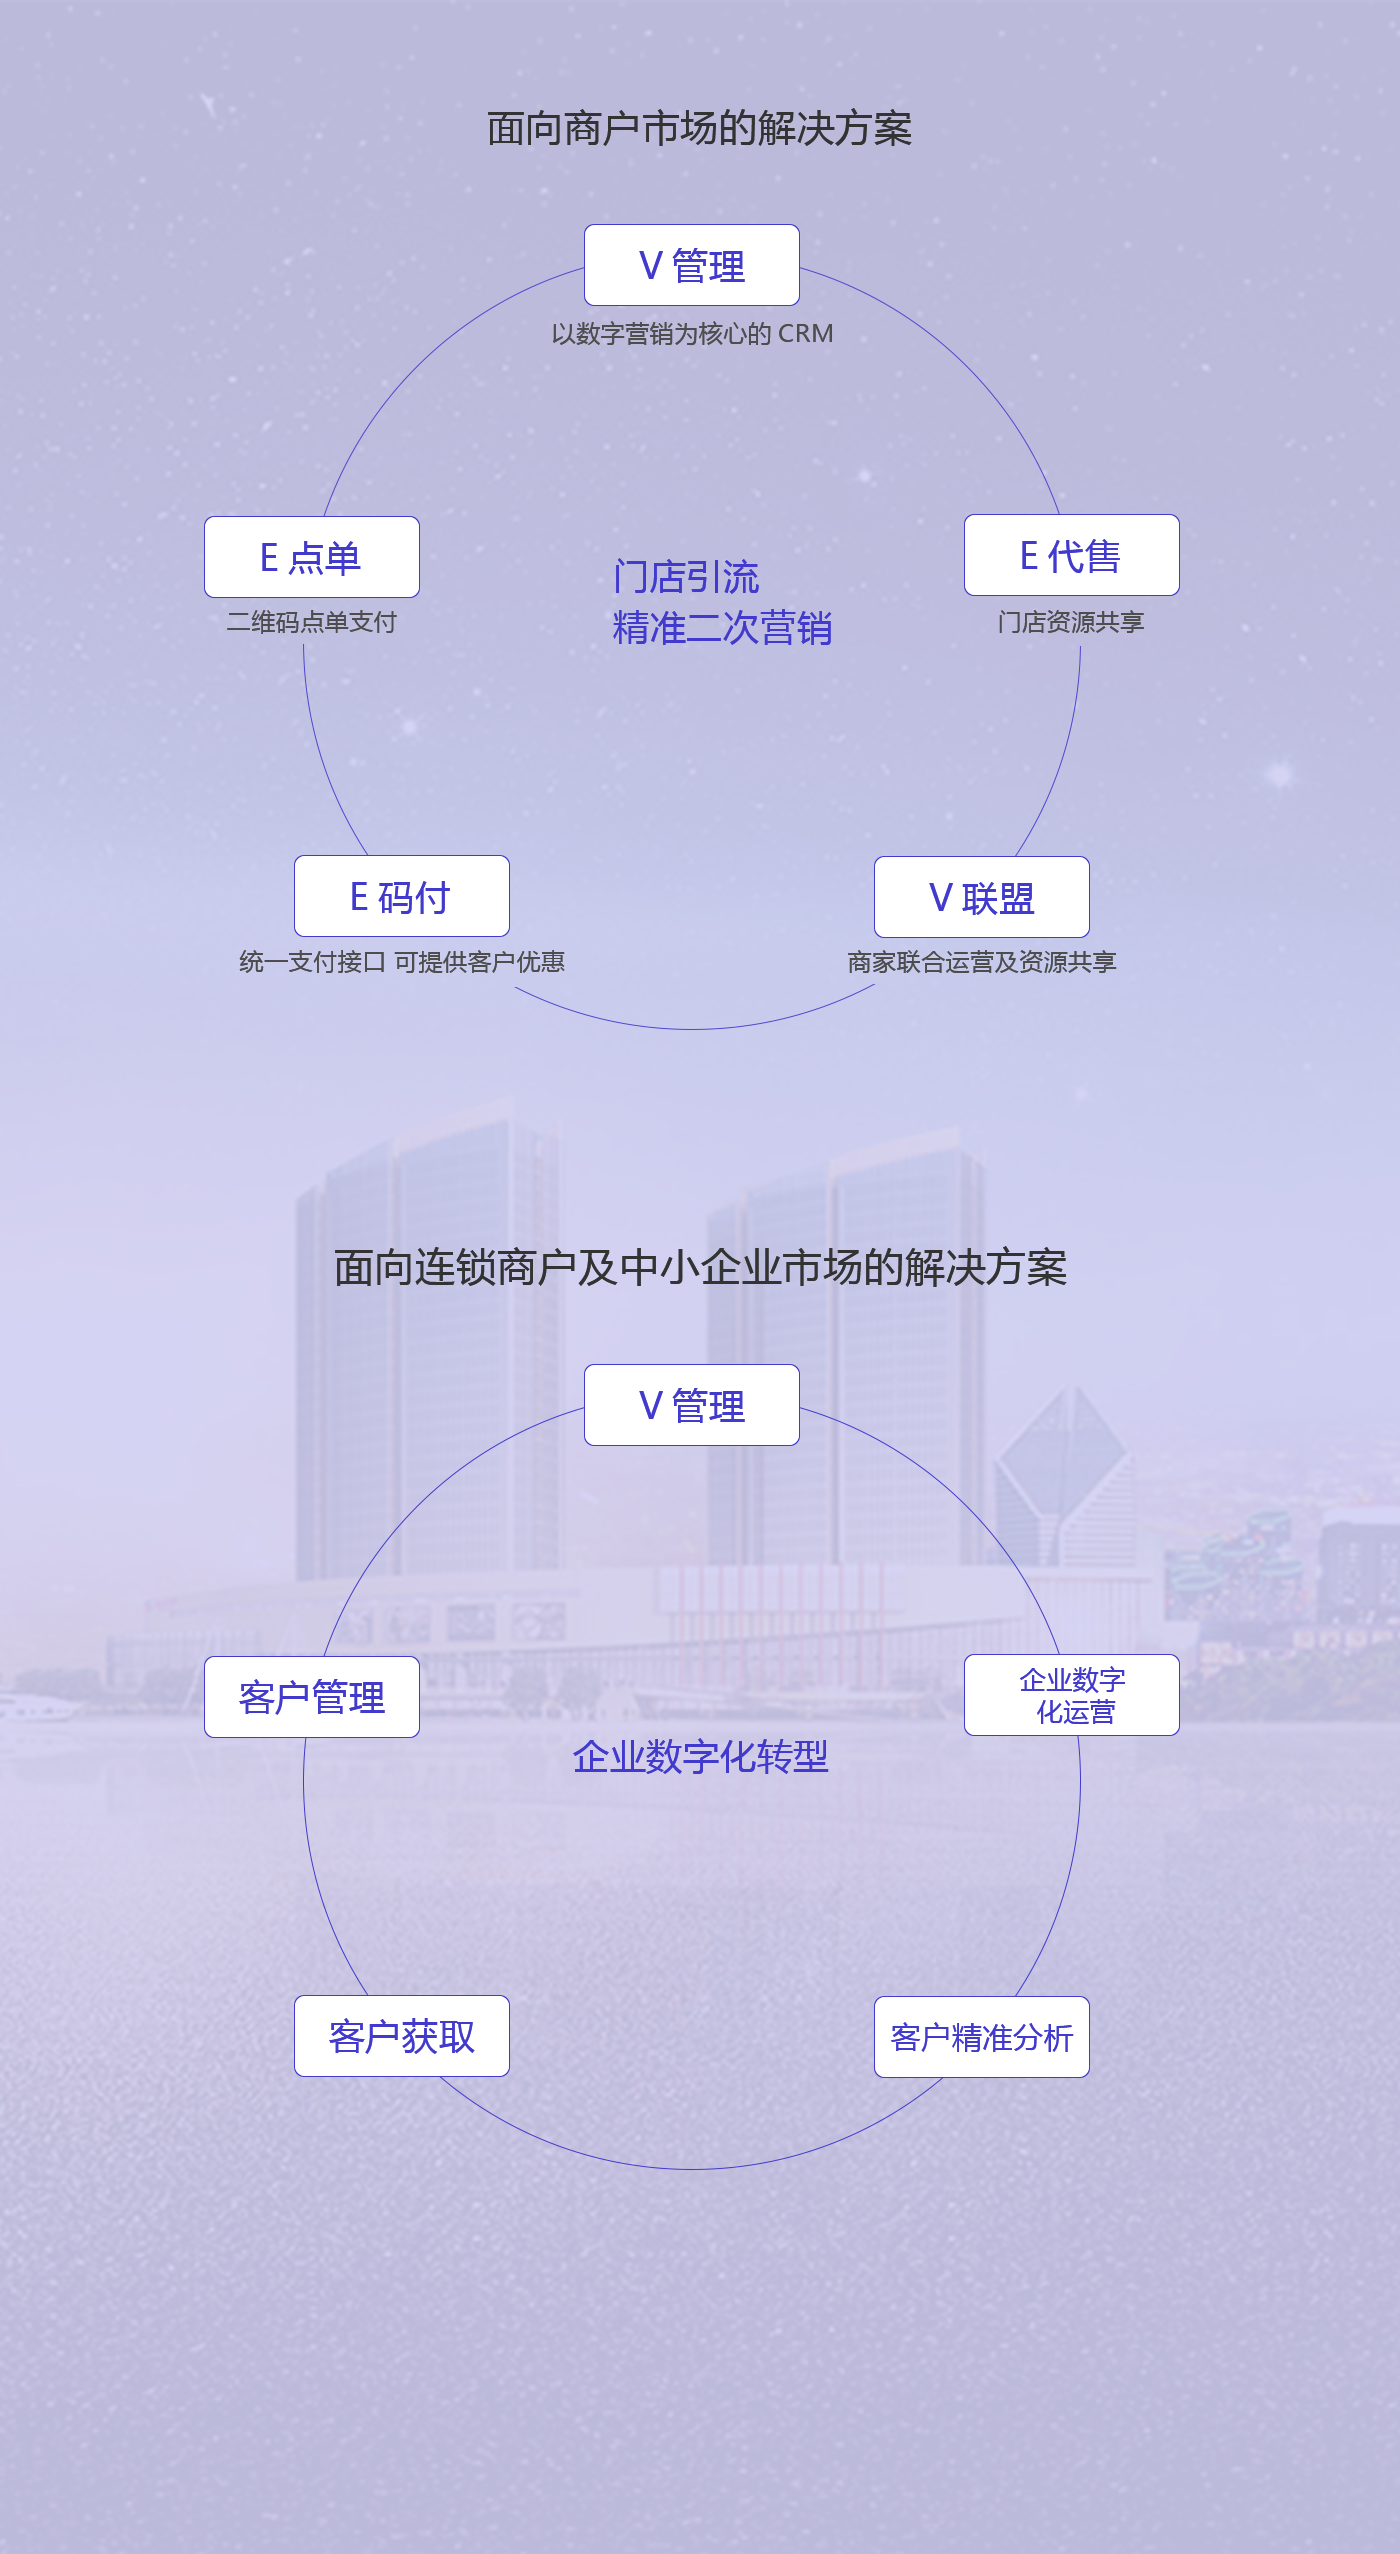 面向商户市场的解决方案
V 管理
以数字营销为核心的 CRM
E 点单
二维码点单支付
门店引流
精准二次营销
E 代售
门店资源共享
E 码付
统一支付接口 可提供客户优惠
V 联盟
商家联合运营及资源共享
面向连锁商户及中小企业市场的解决方案
V 管理
客户管理
企业数字
化运营
企业数字化转型
客户获取
客户精准分析